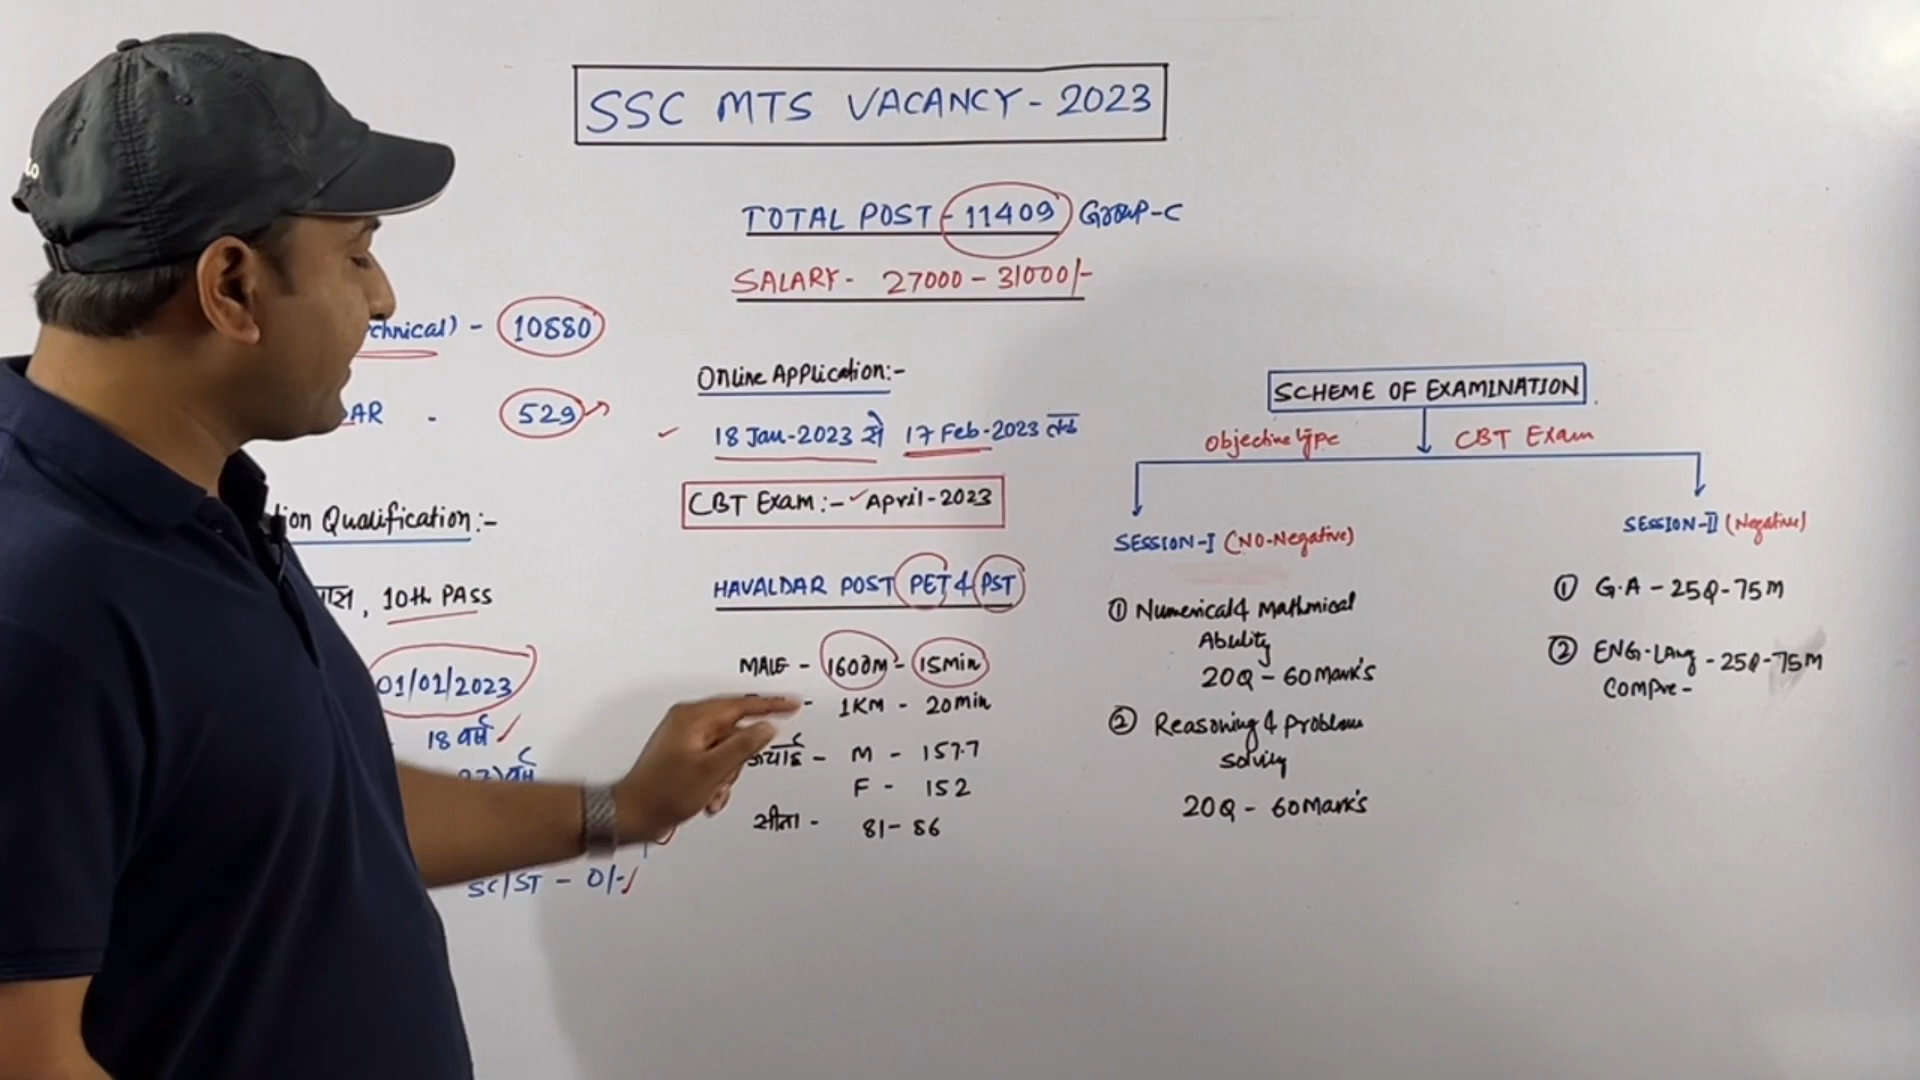 SSC MTS VACANCY - 2023
TOTAL POST - 11409 Group-C
SALARY - 27000 - 31000/-
chnical) - 10880
AR - 529
tion Qualification:-
पास, 10th PASS
01/01/2023
18 वर्ष
वर्ष
SC/ST - 0/-
Online Application:-
18 Jan-2023 से 17 Feb-2023 तक
CBT Exam:- April-2023
HAVALDAR POST PET & PST
MALE - 1600M - 15Min
- 1KM - 20Min
- M - 157.7
F - 152
सीना - 81 - 86
SCHEME OF EXAMINATION
Objective type CBT Exam
SESSION-I (NO-Negative)
① Numerical & Mathmical
Ability
20Q - 60Mark's
② Reasoning & Problem
Solving
20Q - 60Mark's
SESSION-II (Negative)
① G.A - 25Q - 75M
② ENG-Lang - 25Q - 75M
Compre -